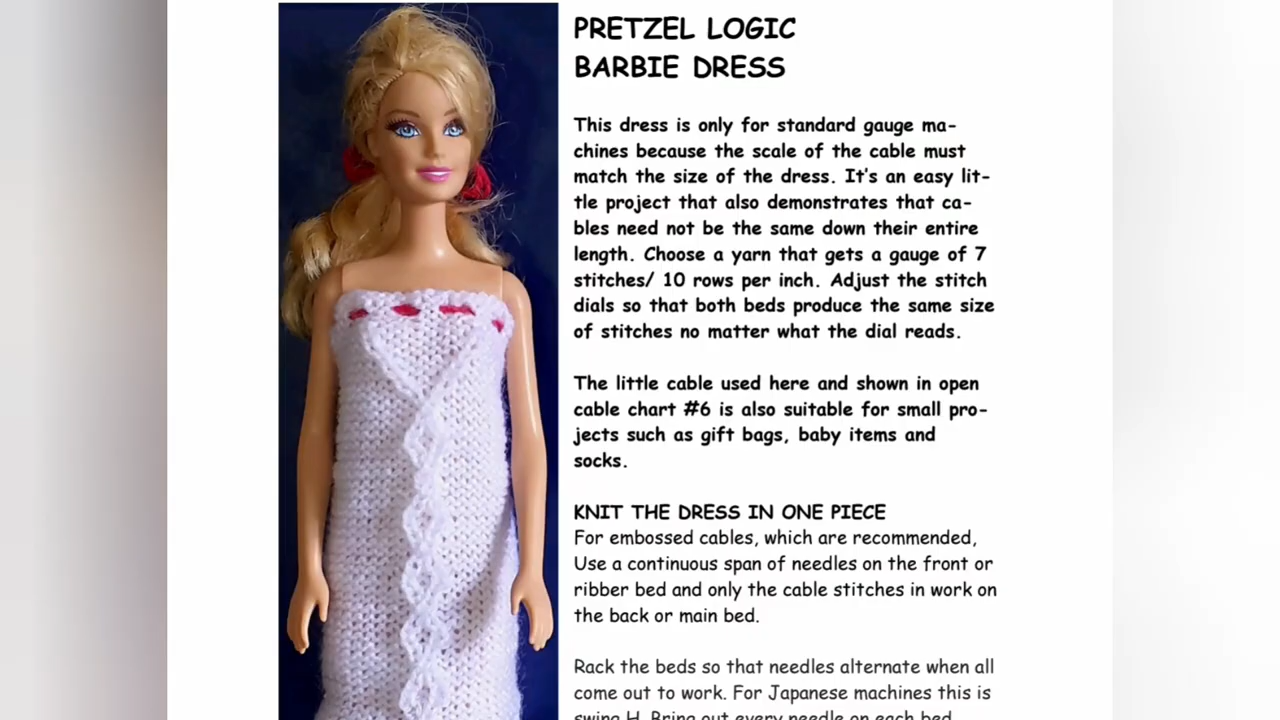 PRETZEL LOGIC
BARBIE DRESS
This dress is only for standard gauge ma-
chines because the scale of the cable must
match the size of the dress. It's an easy lit-
tle project that also demonstrates that ca-
bles need not be the same down their entire
length. Choose a yarn that gets a gauge of 7
stitches/ 10 rows per inch. Adjust the stitch
dials so that both beds produce the same size
of stitches no matter what the dial reads.
The little cable used here and shown in open
cable chart #6 is also suitable for small pro-
jects such as gift bags, baby items and
socks.
KNIT THE DRESS IN ONE PIECE
For embossed cables, which are recommended,
Use a continuous span of needles on the front or
ribber bed and only the cable stitches in work on
the back or main bed.
Rack the beds so that needles alternate when all
come out to work. For Japanese machines this is
swing H. Bring out every needle on each bed